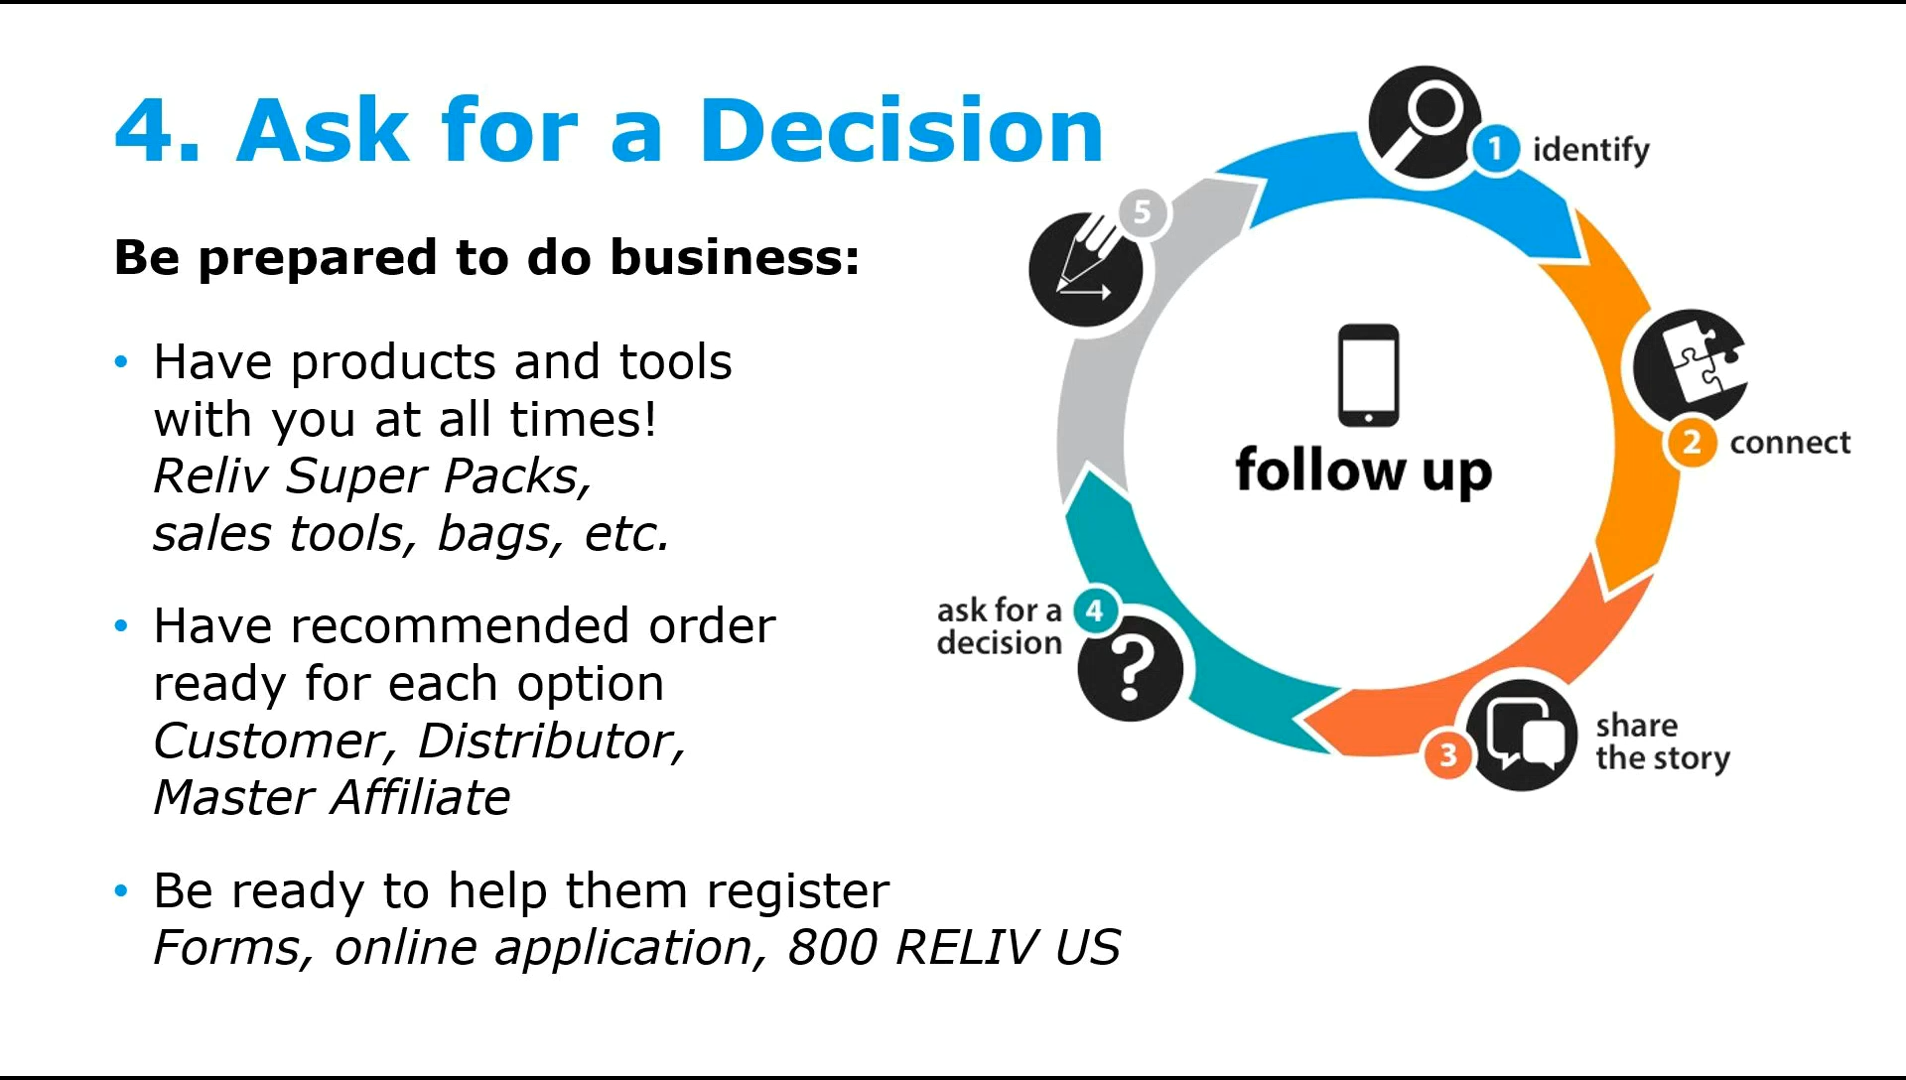 4. Ask for a Decision
Be prepared to do business:
• Have products and tools
with you at all times!
Reliv Super Packs,
sales tools, bags, etc.
• Have recommended order
ready for each option
Customer, Distributor,
Master Affiliate
• Be ready to help them register
Forms, online application, 800 RELIV US
1 identify
2 connect
3 share
the story
4 ask for a
decision
5
follow up